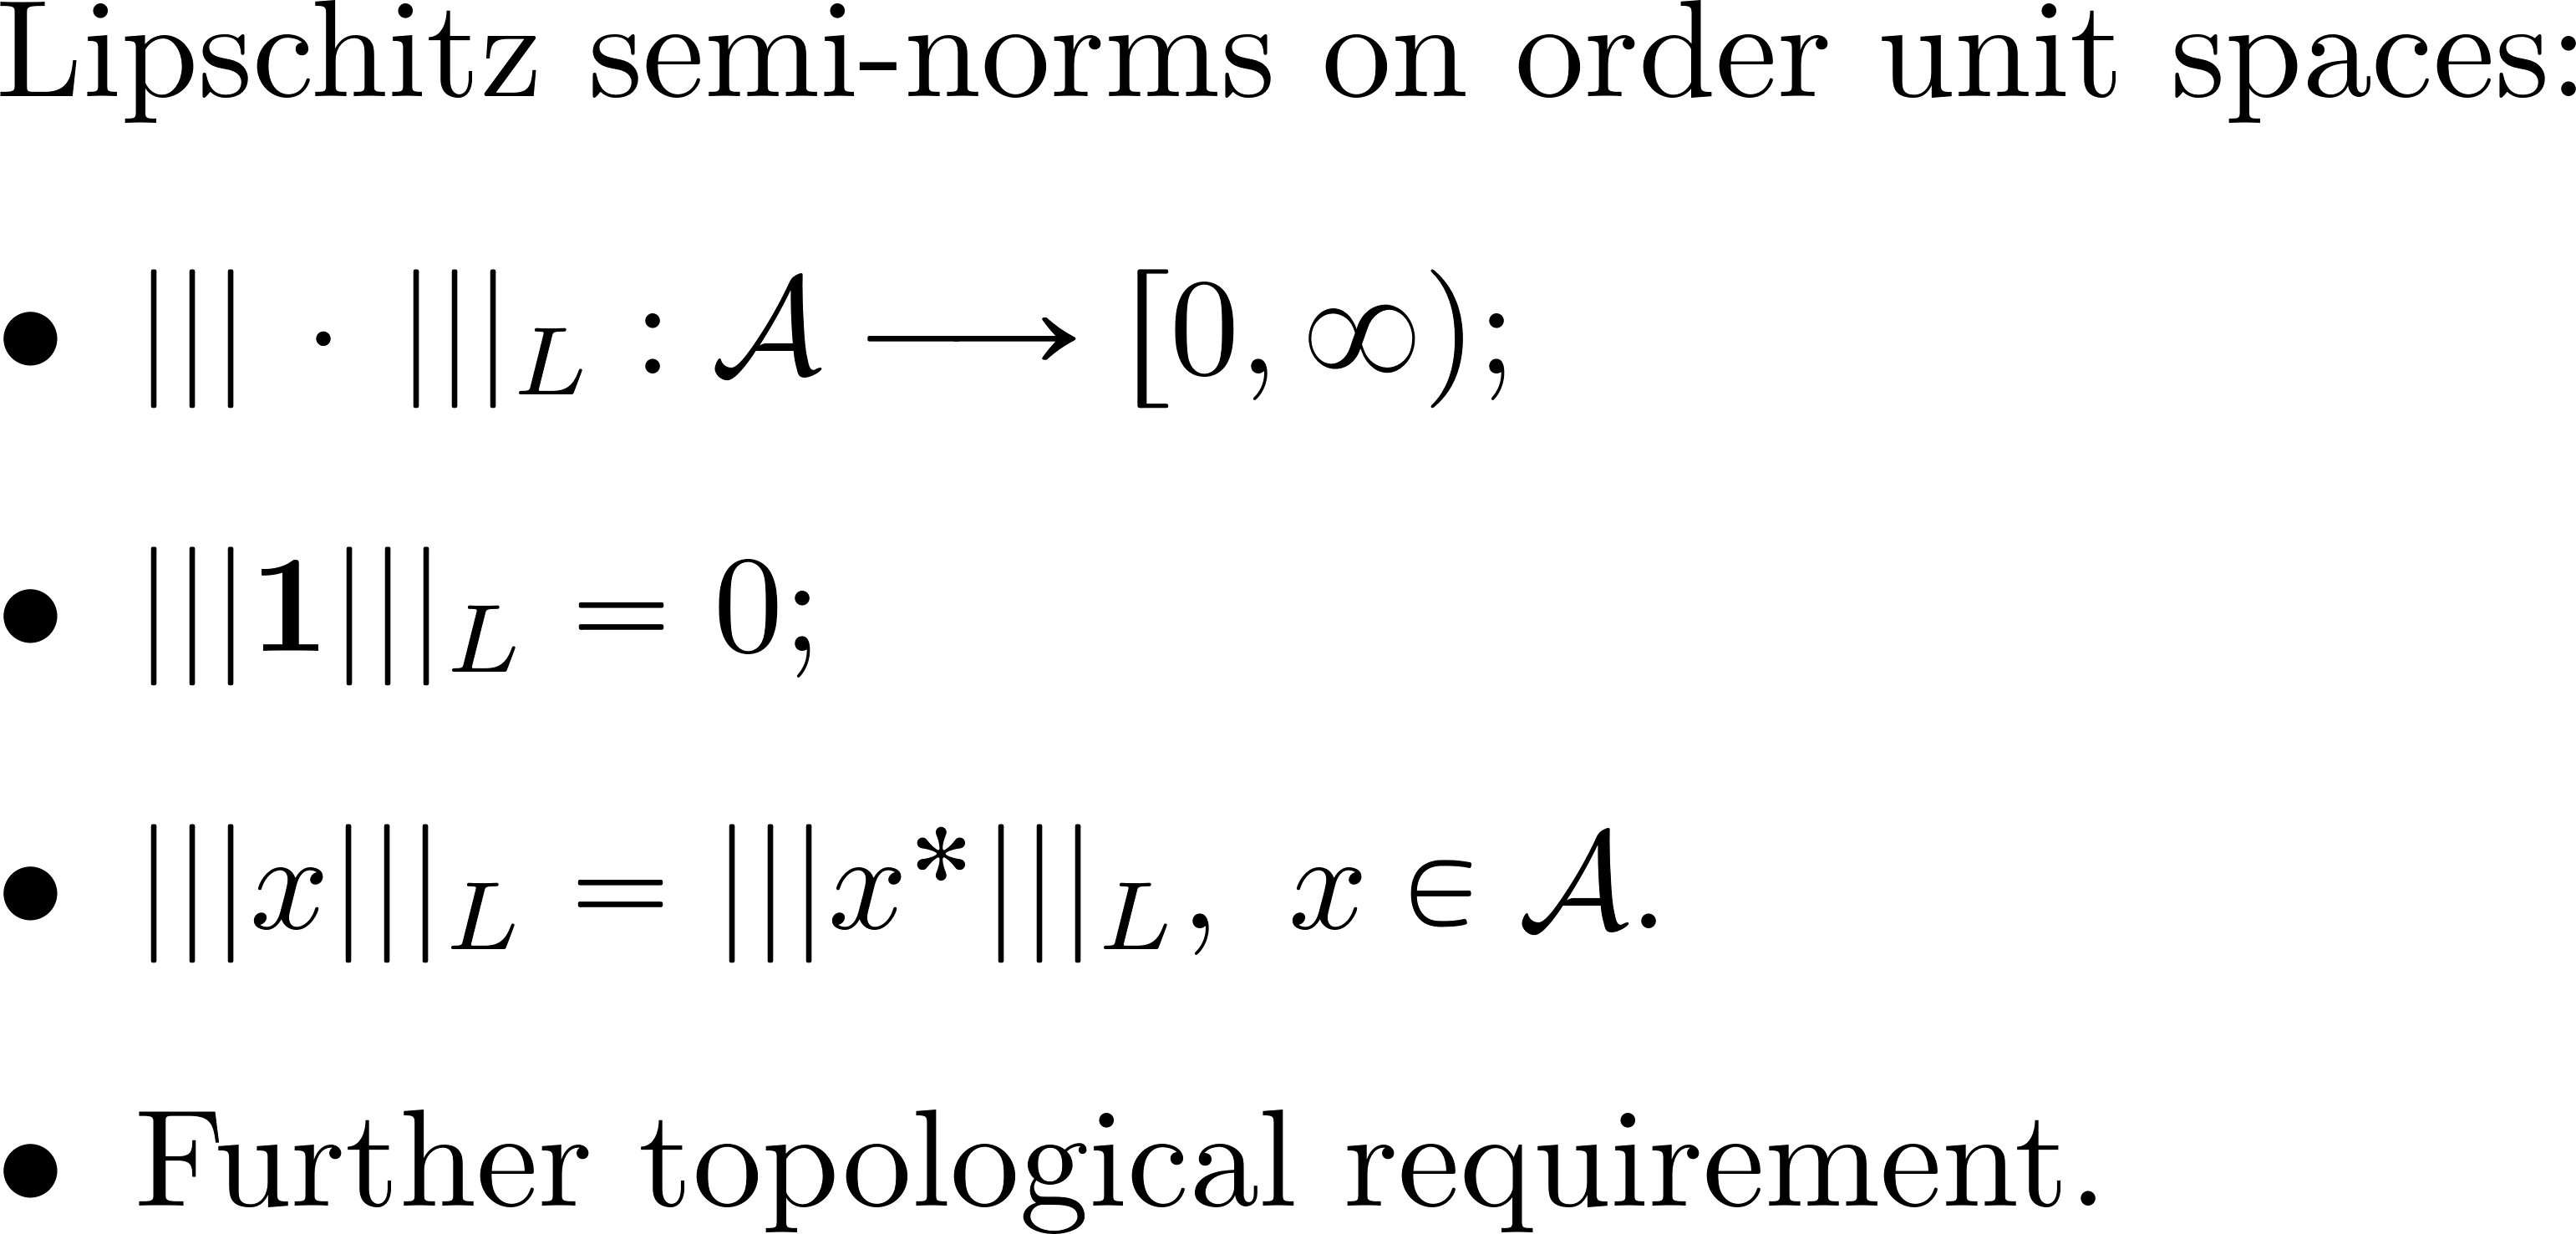 Lipschitz semi-norms on order unit spaces:
• ||| · |||_L : 𝒜 ⟶ [0, ∞);
• |||𝟏|||_L = 0;
• |||x|||_L = |||x*|||_L, x ∈ 𝒜.
• Further topological requirement.